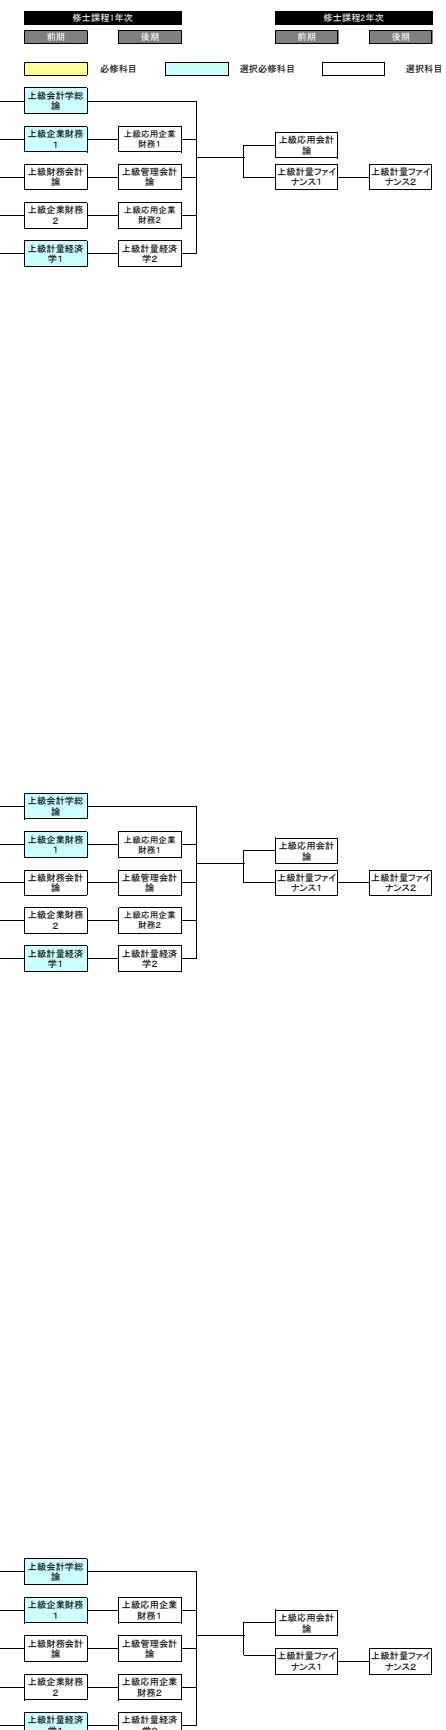 修士課程1年次
修士課程2年次
前期
後期
前期
後期
必修科目
選択必修科目
選択科目
上級会計学総
論
上級企業財務
1
上級応用企業
財務1
上級財務会計
論
上級管理会計
論
上級企業財務
2
上級応用企業
財務2
上級計量経済
学1
上級計量経済
学2
上級応用会計
論
上級計量ファイ
ナンス1
上級計量ファイ
ナンス2
上級会計学総
論
上級企業財務
1
上級応用企業
財務1
上級財務会計
論
上級管理会計
論
上級企業財務
2
上級応用企業
財務2
上級計量経済
学1
上級計量経済
学2
上級応用会計
論
上級計量ファイ
ナンス1
上級計量ファイ
ナンス2
上級会計学総
論
上級企業財務
1
上級応用企業
財務1
上級財務会計
論
上級管理会計
論
上級企業財務
2
上級応用企業
財務2
上級計量経済
学1
上級計量経済
学2
上級応用会計
論
上級計量ファイ
ナンス1
上級計量ファイ
ナンス2